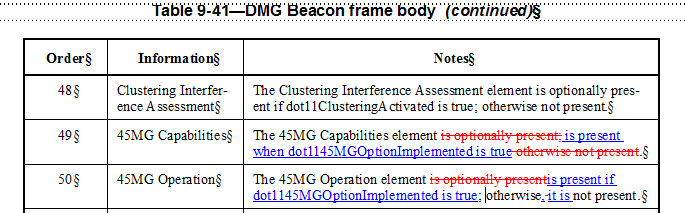 Table 9-41—DMG Beacon frame body (continued)§
Order§ Information§ Notes§
48§ Clustering Interfer- The Clustering Interference Assessment element is optionally pres-
ence Assessment§ ent if dot11ClusteringActivated is true; otherwise not present.§
49§ 45MG Capabilities§ The 45MG Capabilities element is optionally present; is present
when dot1145MGOptionImplemented is true otherwise not present.§
50§ 45MG Operation§ The 45MG Operation element is optionally presentis present if
dot1145MGOptionImplemented is true; otherwise, it is not present.§